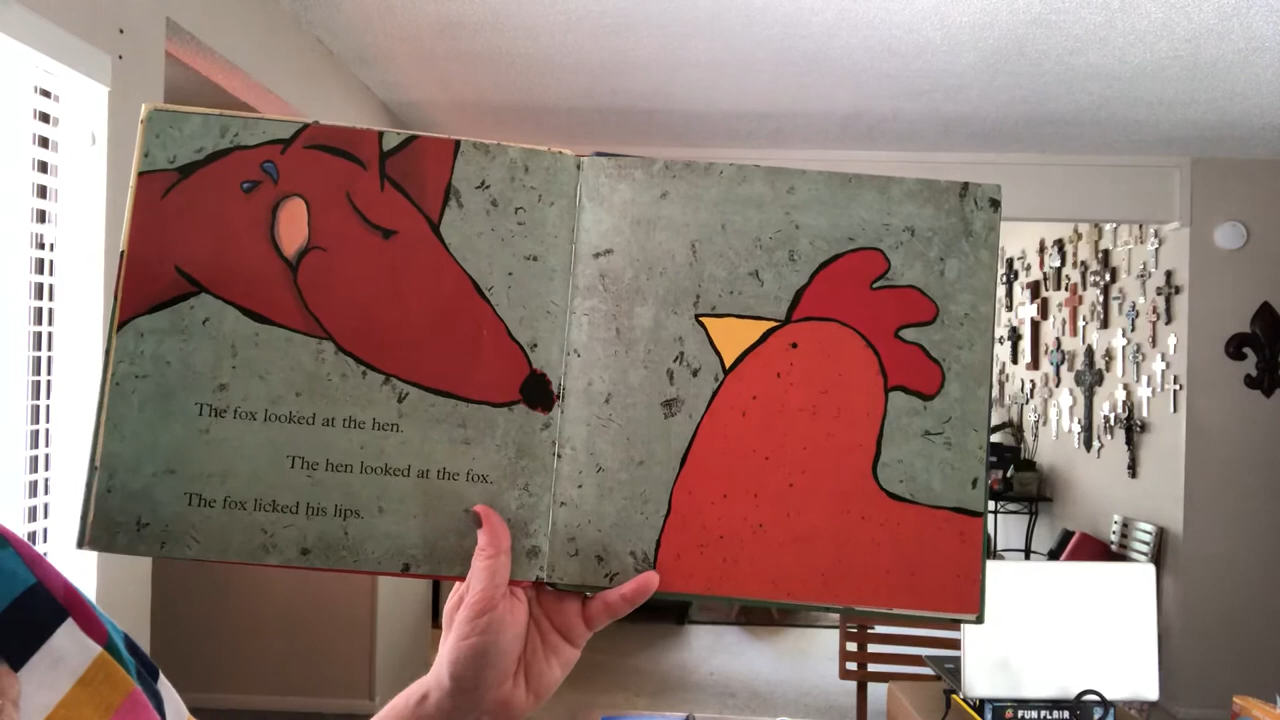 The fox looked at the hen.
The hen looked at the fox.
The fox licked his lips.
FUN FLAIR